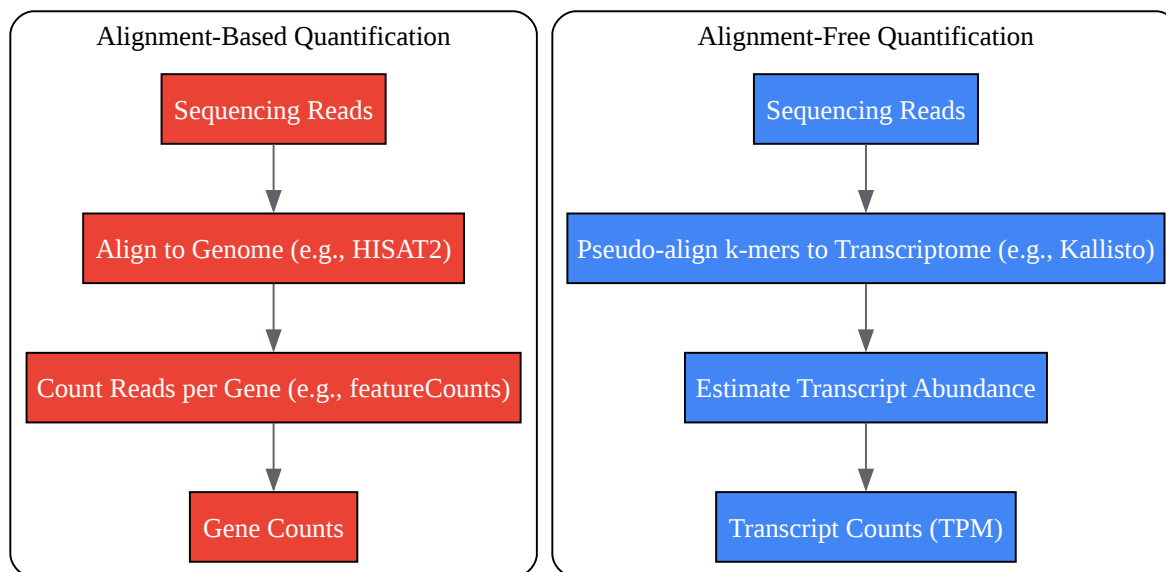 Alignment-Based Quantification
Sequencing Reads
Align to Genome (e.g., HISAT2)
Count Reads per Gene (e.g., featureCounts)
Gene Counts
Alignment-Free Quantification
Sequencing Reads
Pseudo-align k-mers to Transcriptome (e.g., Kallisto)
Estimate Transcript Abundance
Transcript Counts (TPM)